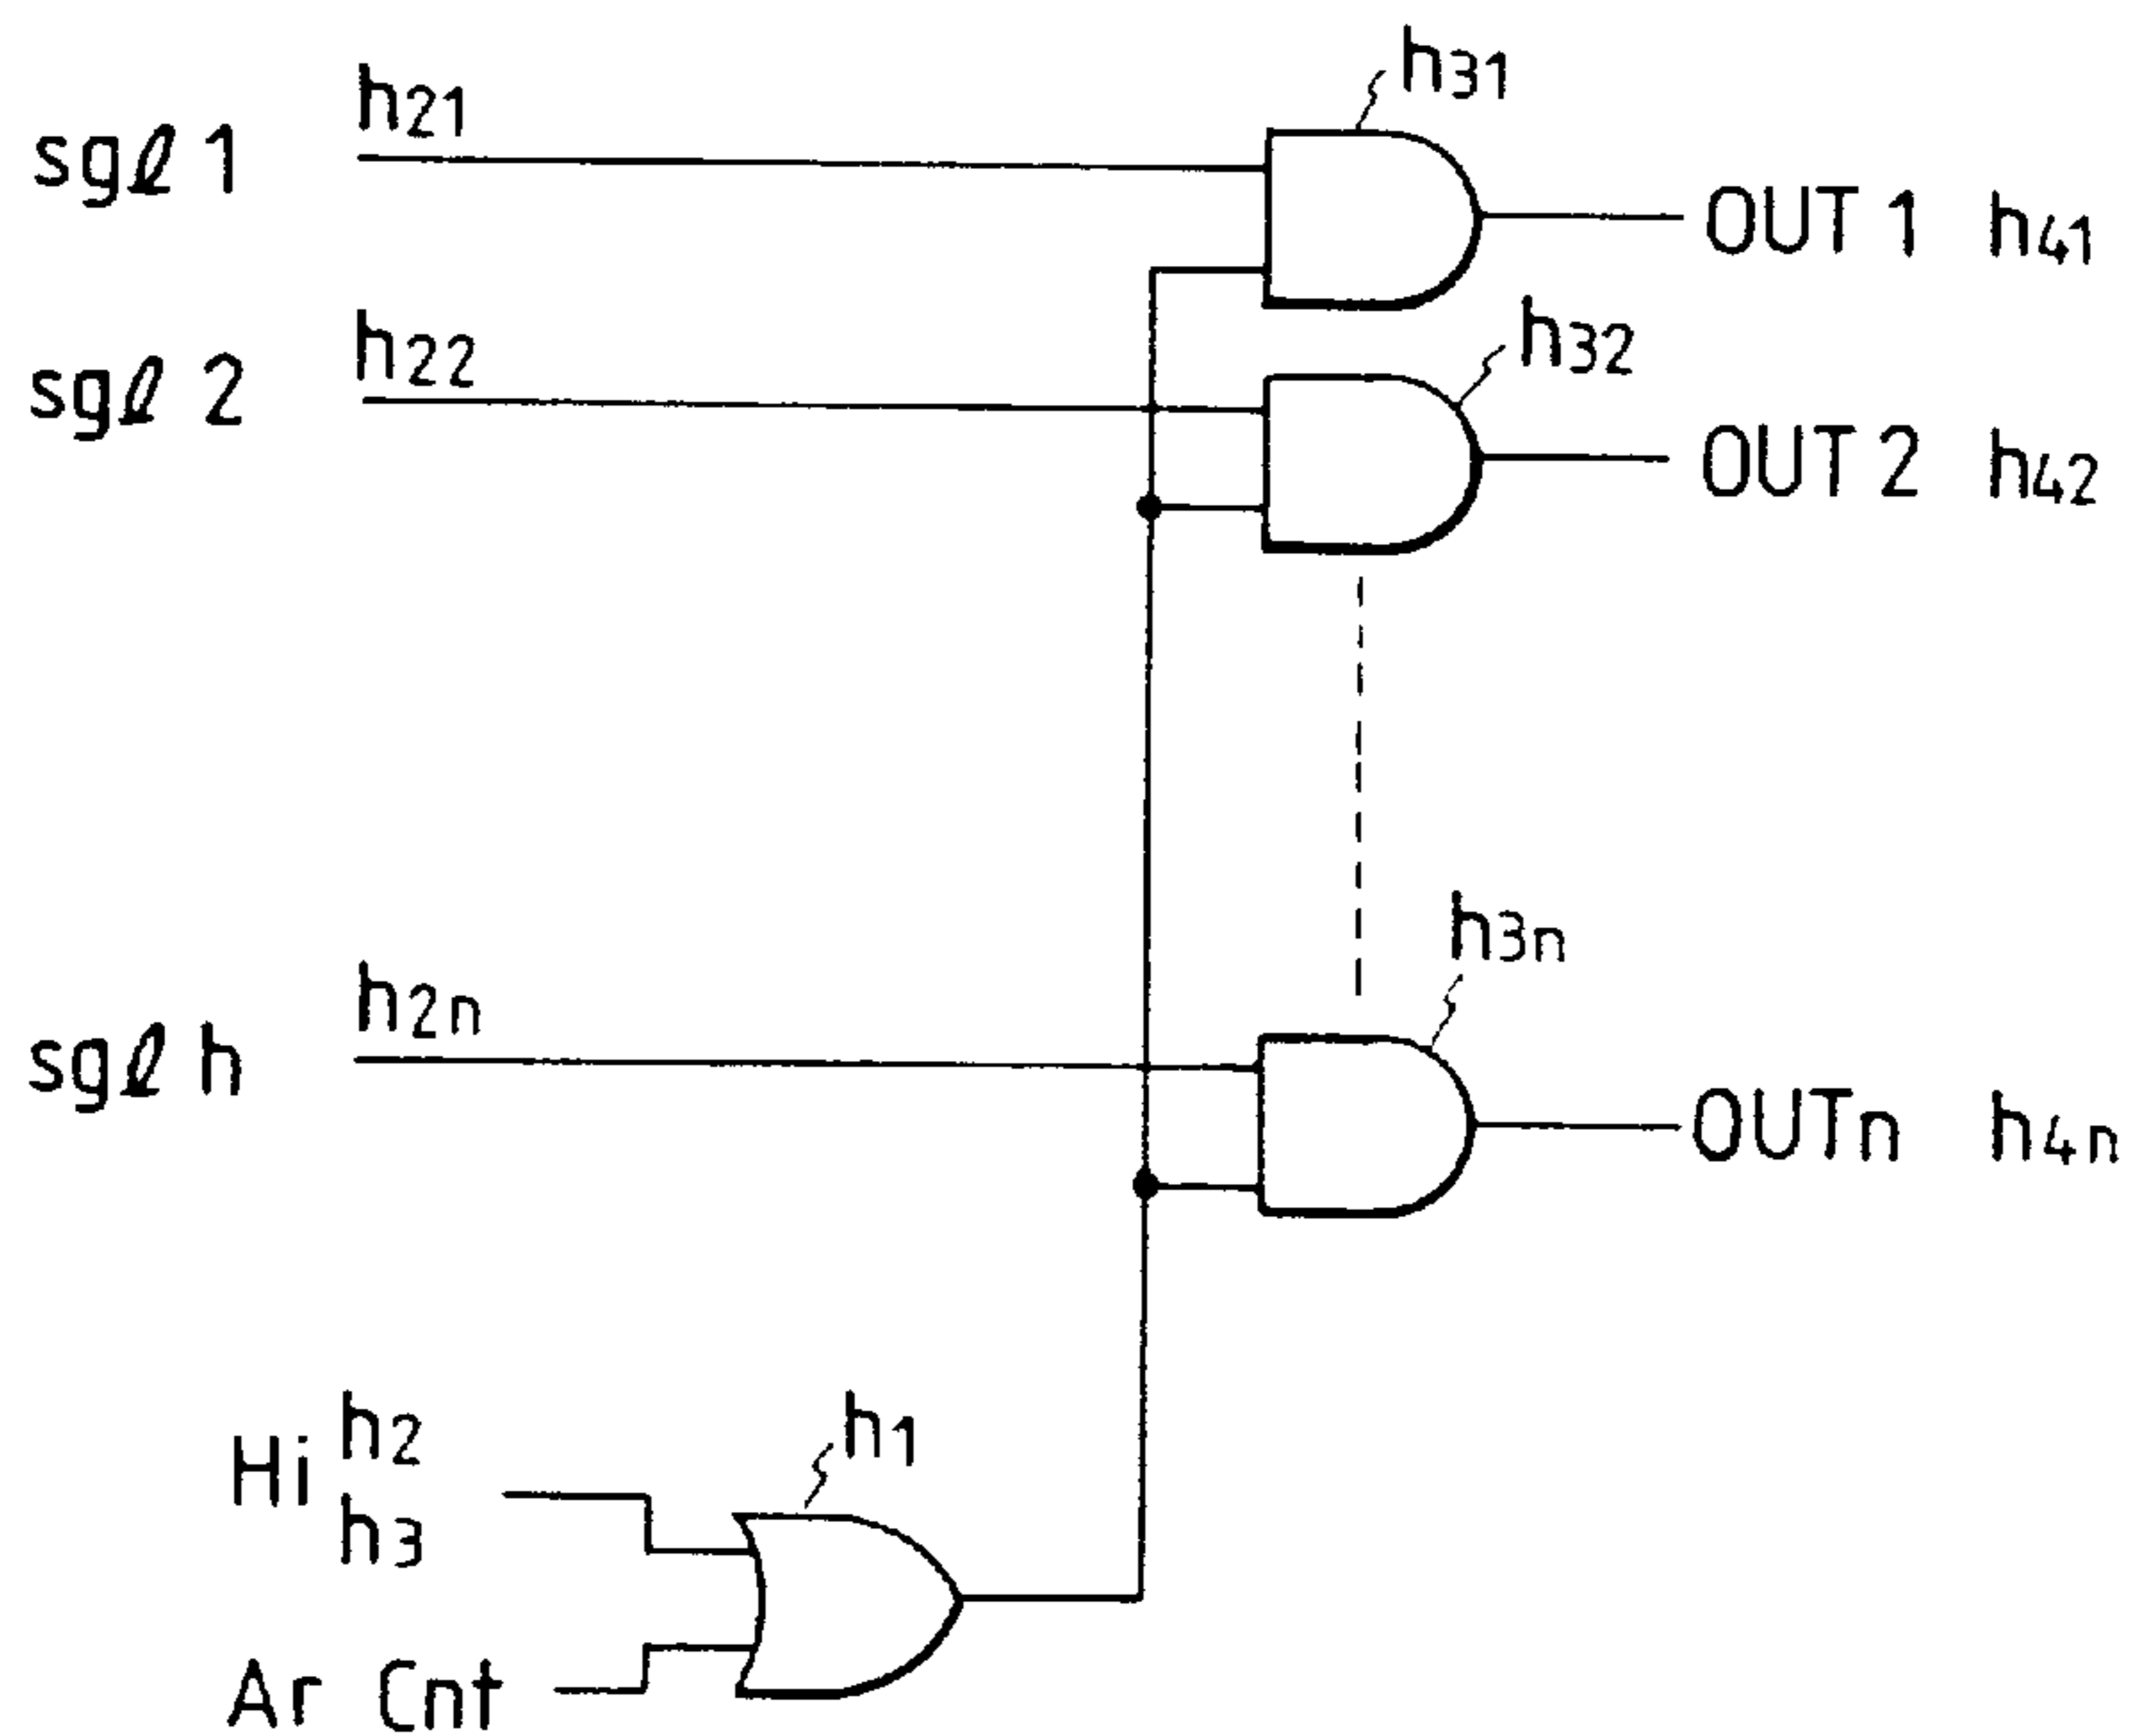 h31
h21
sgℓ 1
OUT 1 h41
h32
h22
sgℓ 2
OUT 2 h42
h3n
h2n
sgℓ h
OUTn h4n
h2
h1
Hi
h3
Ar Cnt